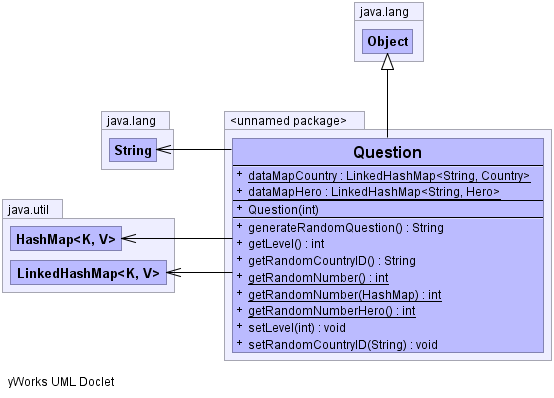 java.lang
Object
java.lang
String
<unnamed package>
Question
+ dataMapCountry : LinkedHashMap<String, Country>
+ dataMapHero : LinkedHashMap<String, Hero>
+ Question(int)
+ generateRandomQuestion() : String
+ getLevel() : int
+ getRandomCountryID() : String
+ getRandomNumber() : int
+ getRandomNumber(HashMap) : int
+ getRandomNumberHero() : int
+ setLevel(int) : void
+ setRandomCountryID(String) : void
java.util
HashMap<K, V>
LinkedHashMap<K, V>
yWorks UML Doclet